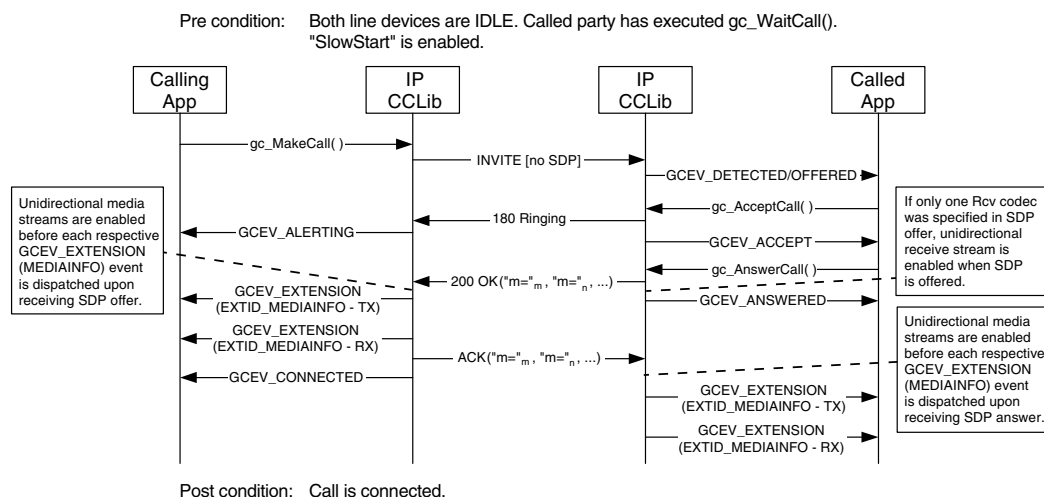 Pre condition: Both line devices are IDLE. Called party has executed gc_WaitCall().
"SlowStart" is enabled.
Calling
App
IP
CCLib
IP
CCLib
Called
App
gc_MakeCall( )
INVITE [no SDP]
GCEV_DETECTED/OFFERED
Unidirectional media
streams are enabled
before each respective
GCEV_EXTENSION
(MEDIAINFO) event
is dispatched upon
receiving SDP offer.
If only one Rcv codec
was specified in SDP
offer, unidirectional
receive stream is
enabled when SDP
is offered.
gc_AcceptCall( )
180 Ringing
GCEV_ALERTING
GCEV_ACCEPT
gc_AnswerCall( )
200 OK("m="m , "m="n , ...)
GCEV_EXTENSION
(EXTID_MEDIAINFO - TX)
GCEV_ANSWERED
GCEV_EXTENSION
(EXTID_MEDIAINFO - RX)
Unidirectional media
streams are enabled
before each respective
GCEV_EXTENSION
(MEDIAINFO) event
is dispatched upon
receiving SDP answer.
ACK("m="m , "m="n , ...)
GCEV_CONNECTED
GCEV_EXTENSION
(EXTID_MEDIAINFO - TX)
GCEV_EXTENSION
(EXTID_MEDIAINFO - RX)
Post condition: Call is connected.